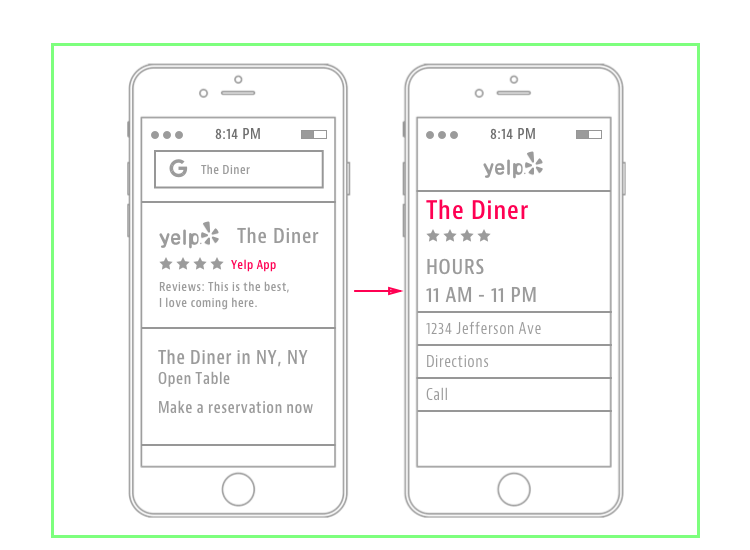 8:14 PM
G The Diner
yelp The Diner
Yelp App
Reviews: This is the best,
I love coming here.
The Diner in NY, NY
Open Table
Make a reservation now
8:14 PM
yelp
The Diner
HOURS
11 AM - 11 PM
1234 Jefferson Ave
Directions
Call